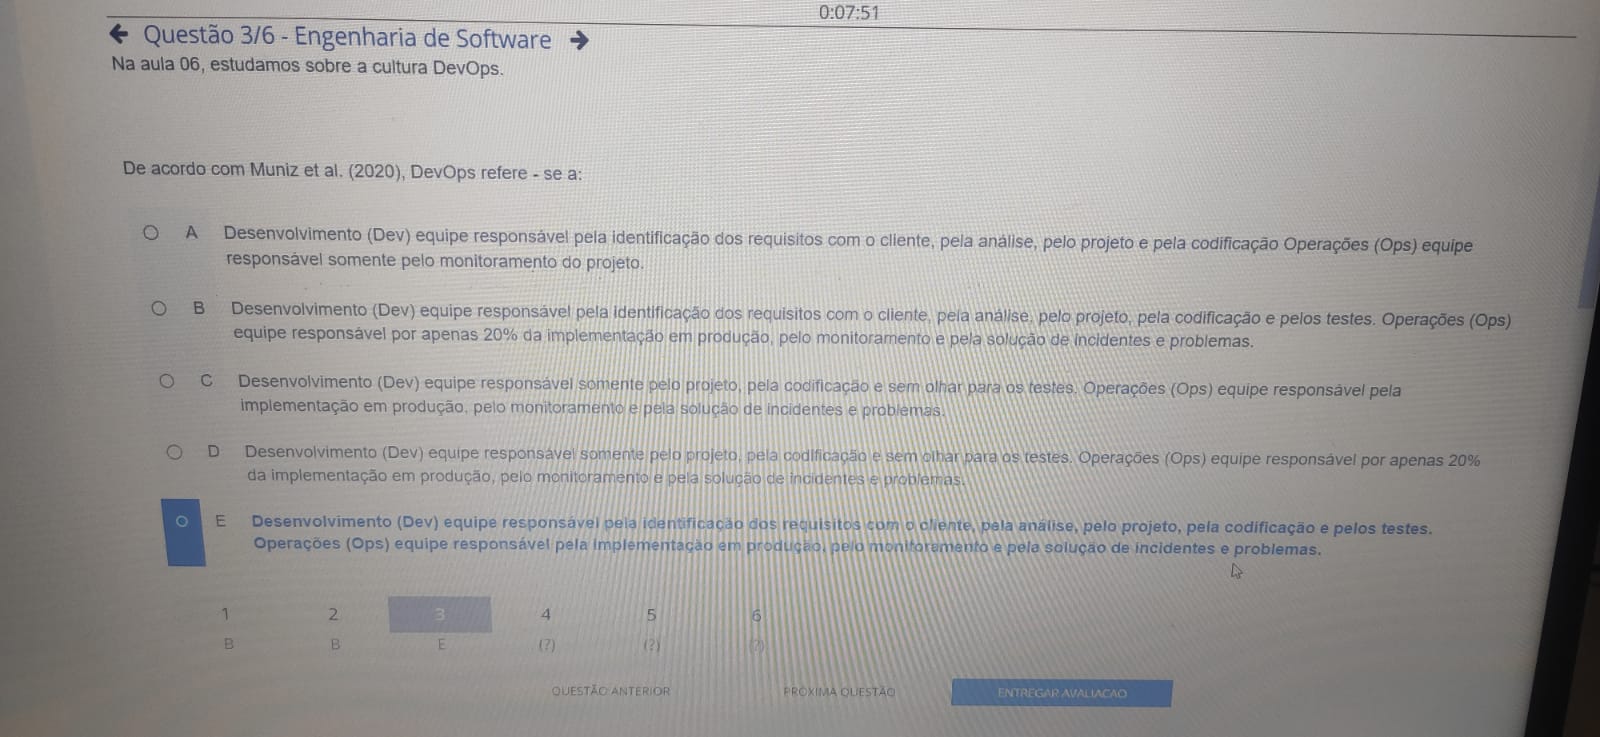 0:07:51
Questão 3/6 - Engenharia de Software
Na aula 06, estudamos sobre a cultura DevOps.
De acordo com Muniz et al. (2020), DevOps refere - se a:
A Desenvolvimento (Dev) equipe responsável pela identificação dos requisitos com o cliente, pela análise, pelo projeto e pela codificação Operações (Ops) equipe
responsável somente pelo monitoramento do projeto.
B Desenvolvimento (Dev) equipe responsável pela identificação dos requisitos com o cliente, pela análise, pelo projeto, pela codificação e pelos testes. Operações (Ops)
equipe responsável por apenas 20% da implementação em produção, pelo monitoramento e pela solução de incidentes e problemas.
C Desenvolvimento (Dev) equipe responsável somente pelo projeto, pela codificação e sem olhar para os testes. Operações (Ops) equipe responsável pela
implementação em produção, pelo monitoramento e pela solução de incidentes e problemas.
D Desenvolvimento (Dev) equipe responsável somente pelo projeto, pela codificação e sem olhar para os testes. Operações (Ops) equipe responsável por apenas 20%
da implementação em produção, pelo monitoramento e pela solução de incidentes e problemas.
E Desenvolvimento (Dev) equipe responsável pela identificação dos requisitos com o cliente, pela análise, pelo projeto, pela codificação e pelos testes.
Operações (Ops) equipe responsável pela implementação em produção, pelo monitoramento e pela solução de incidentes e problemas.
1 2 3 4 5 6
B B E (?) (?) (?)
QUESTÃO ANTERIOR PRÓXIMA QUESTÃO ENTREGAR AVALIACAO